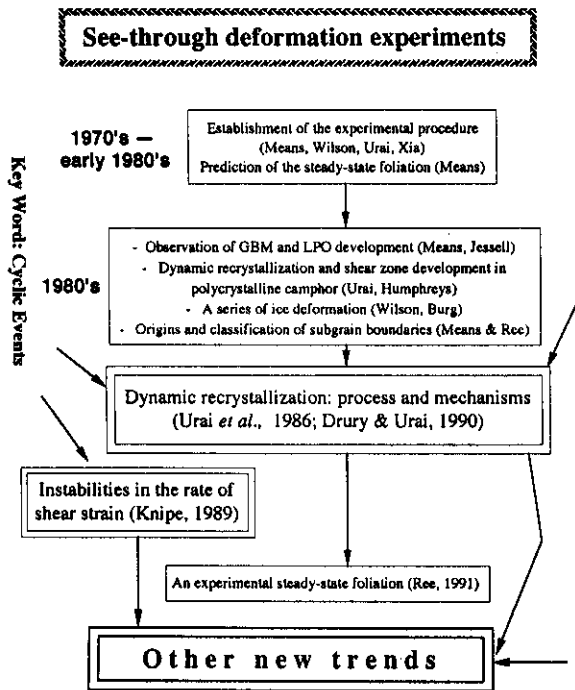 See-through deformation experiments
1970's —
early 1980's
Establishment of the experimental procedure
(Means, Wilson, Urai, Xia)
Prediction of the steady-state foliation (Means)
Key Word: Cyclic Events
1980's
- Observation of GBM and LPO development (Means, Jessell)
- Dynamic recrystallization and shear zone development in
polycrystalline camphor (Urai, Humphreys)
- A series of ice deformation (Wilson, Burg)
- Origins and classification of subgrain boundaries (Means & Ree)
Dynamic recrystallization: process and mechanisms
(Urai et al., 1986; Drury & Urai, 1990)
Instabilities in the rate of
shear strain (Knipe, 1989)
An experimental steady-state foliation (Ree, 1991)
Other new trends